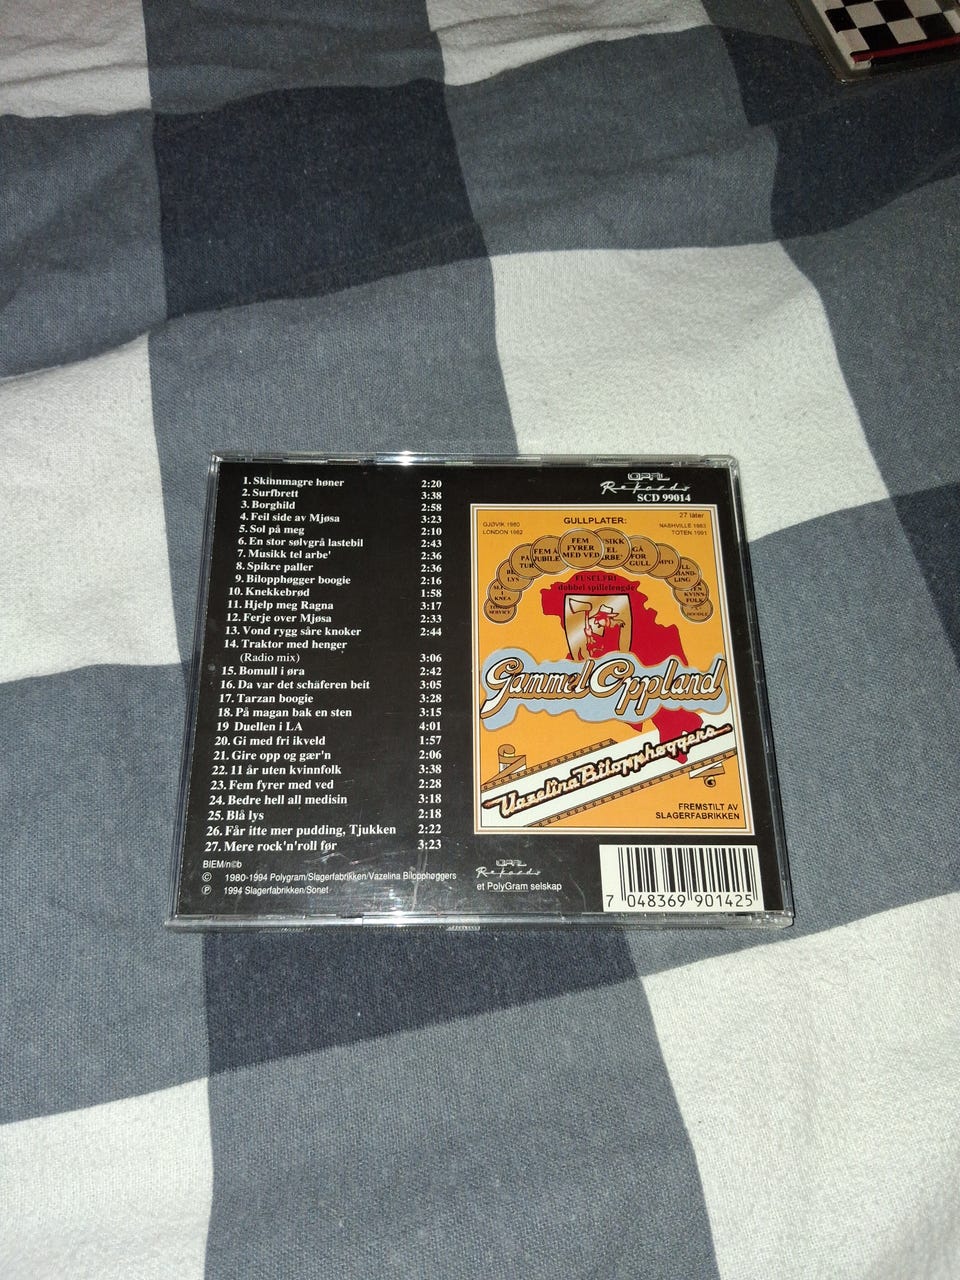 1. Skinnmagre høner 2:20
2. Surfbrett 3:38
3. Borghild 2:58
4. Feil side av Mjøsa 3:23
5. Sol på meg 2:10
6. En stor sølvgrå lastebil 2:43
7. Musikk tel arbe' 2:36
8. Spikre paller 2:36
9. Bilopphøgger boogie 2:16
10. Knekkebrød 1:58
11. Hjelp meg Ragna 3:17
12. Ferje over Mjøsa 2:33
13. Vond rygg såre knoker 2:44
14. Traktor med henger
(Radio mix) 3:06
15. Bomull i øra 2:42
16. Da var det schäferen beit 3:05
17. Tarzan boogie 3:28
18. På magan bak en sten 3:15
19 Duellen i LA 4:01
20. Gi med fri ikveld 1:57
21. Gire opp og gær'n 2:06
22. 11 år uten kvinnfolk 3:38
23. Fem fyrer med ved 2:28
24. Bedre hell all medisin 3:18
25. Blå lys 2:18
26. Får itte mer pudding, Tjukken 2:22
27. Mere rock'n'roll før 3:23
BIEM/n©b
© 1980-1994 Polygram/Slagerfabrikken/Vazelina Bilopphøggers
℗ 1994 Slagerfabrikken/Sonet
OPAL
Rekords
SCD 99014
27 låter
GULLPLATER:
GJØVIK 1980
LONDON 1982
NASHVILLE 1983
TOTEN 1991
FEM
FYRER
MED VED
GÅ
FOR
GULL
FUSELFRI
dobbel spillelengde
Gammel Oppland
Vazelina Bilopphøggers
FREMSTILT AV
SLAGERFABRIKKEN
OPAL
Rekords
et PolyGram selskap
7 048369 901425